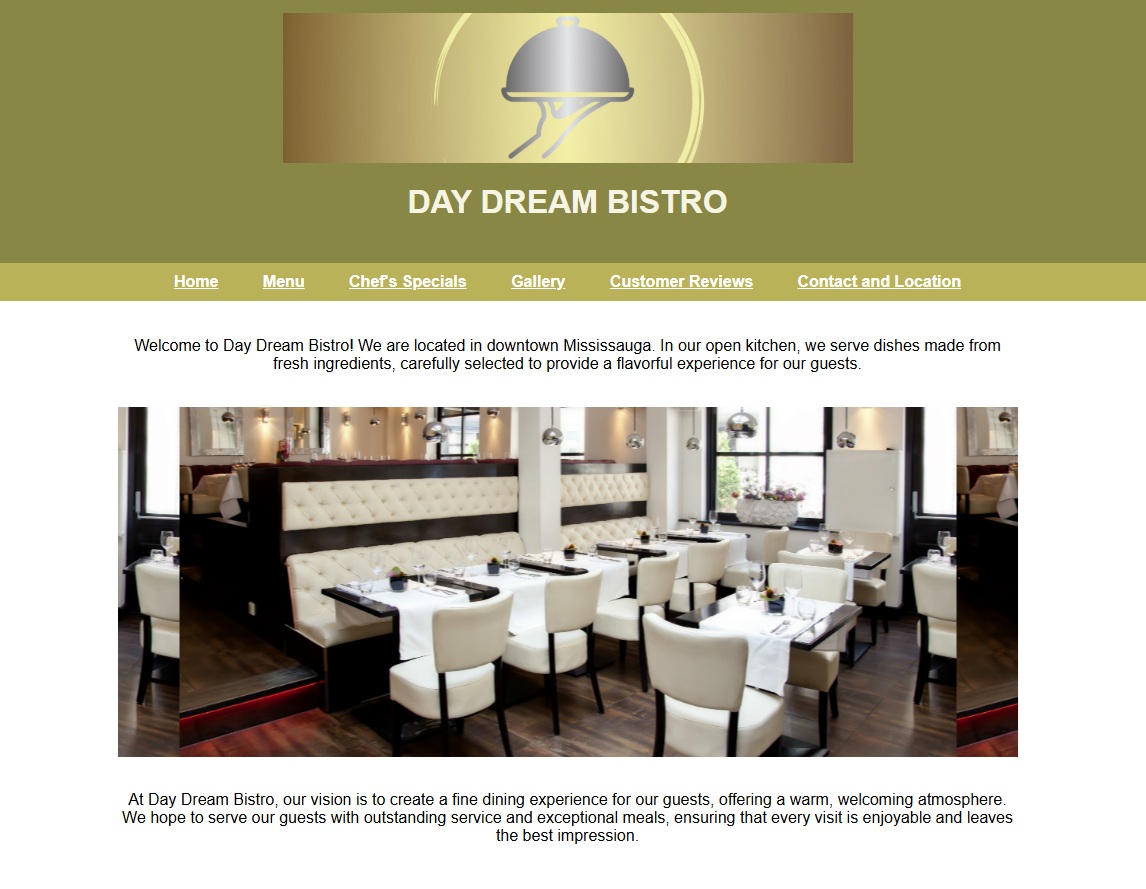 DAY DREAM BISTRO
Home Menu Chef's Specials Gallery Customer Reviews Contact and Location
Welcome to Day Dream Bistro! We are located in downtown Mississauga. In our open kitchen, we serve dishes made from
fresh ingredients, carefully selected to provide a flavorful experience for our guests.
At Day Dream Bistro, our vision is to create a fine dining experience for our guests, offering a warm, welcoming atmosphere.
We hope to serve our guests with outstanding service and exceptional meals, ensuring that every visit is enjoyable and leaves
the best impression.